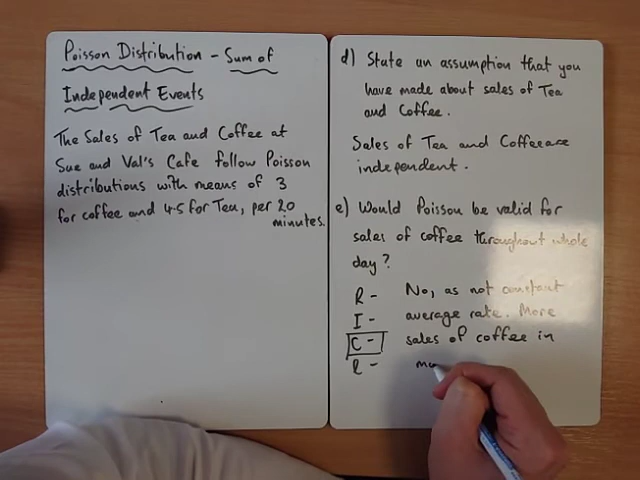 Poisson Distribution - Sum of
Independent Events
The Sales of Tea and Coffee at
Sue and Val's Cafe follow Poisson
distributions with means of 3
for coffee and 4.5 for Tea, per 20
minutes.
d) State an assumption that you
have made about sales of Tea
and Coffee.
Sales of Tea and Coffee are
independent.
e) Would Poisson be valid for
sales of coffee throughout whole
day?
R - No, as not constant
I - average rate. More
C - sales of coffee in
R -